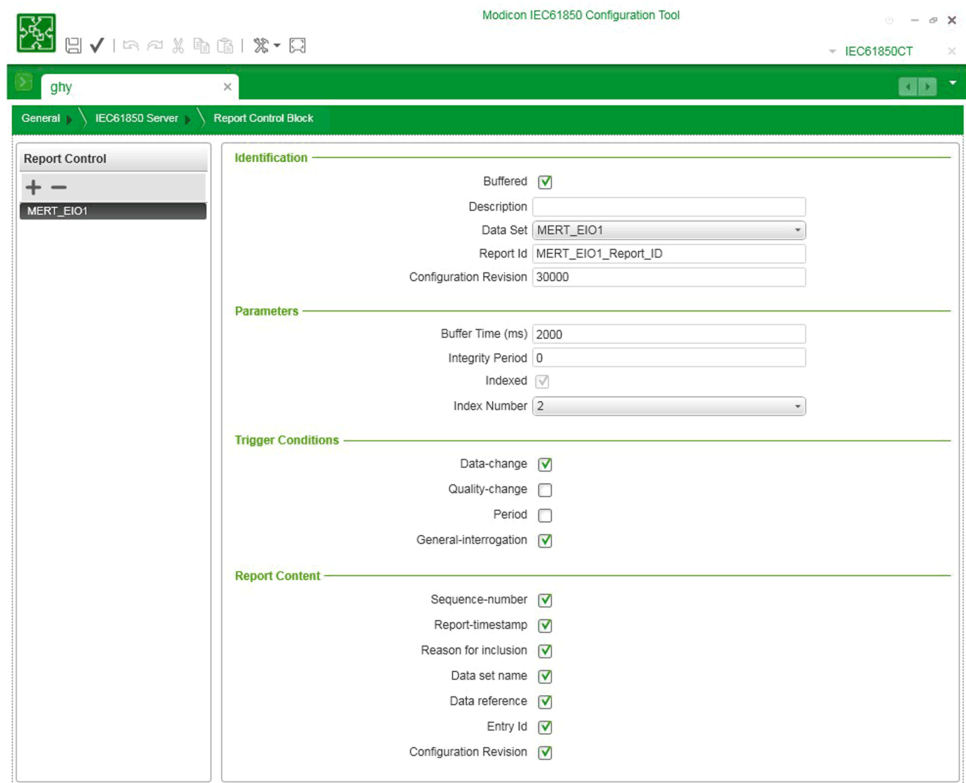 Modicon IEC61850 Configuration Tool
IEC61850CT
ghy
General IEC61850 Server Report Control Block
Report Control
MERT_EIO1
Identification
Buffered
Description
Data Set MERT_EIO1
Report Id MERT_EIO1_Report_ID
Configuration Revision 30000
Parameters
Buffer Time (ms) 2000
Integrity Period 0
Indexed
Index Number 2
Trigger Conditions
Data-change
Quality-change
Period
General-interrogation
Report Content
Sequence-number
Report-timestamp
Reason for inclusion
Data set name
Data reference
Entry Id
Configuration Revision